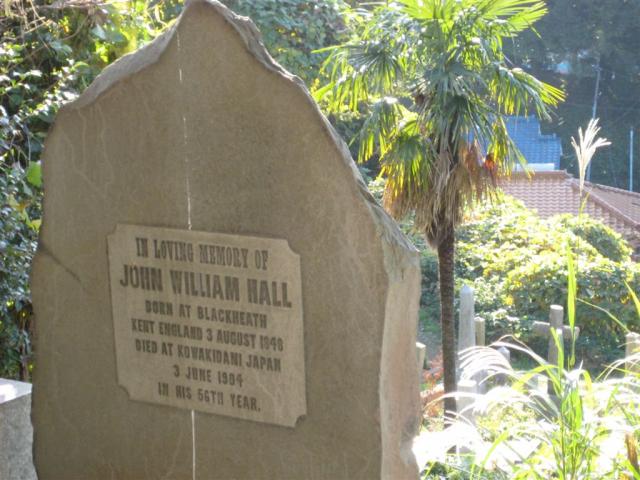 IN LOVING MEMORY OF
JOHN WILLIAM HALL
BORN AT BLACKHEATH
KENT ENGLAND 3 AUGUST 1848
DIED AT KOWAKIDANI JAPAN
3 JUNE 1904
IN HIS 56TH YEAR.